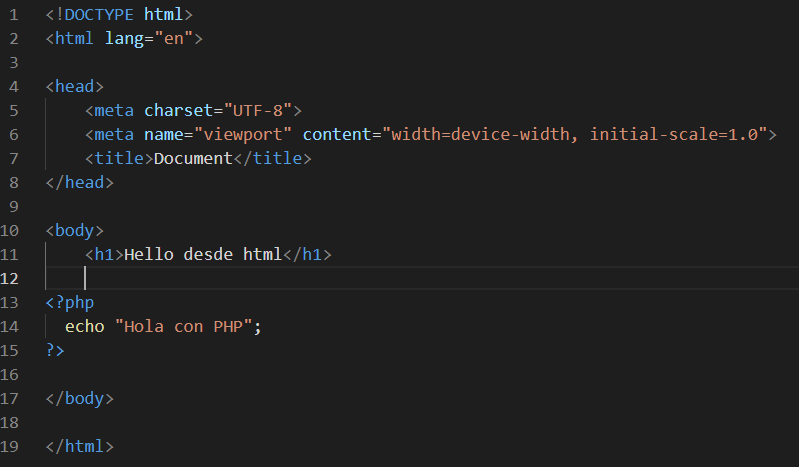 1 <!DOCTYPE html>
2 <html lang="en">
3
4 <head>
5     <meta charset="UTF-8">
6     <meta name="viewport" content="width=device-width, initial-scale=1.0">
7     <title>Document</title>
8 </head>
9
10 <body>
11     <h1>Hello desde html</h1>
12
13 <?php
14   echo "Hola con PHP";
15 ?>
16
17 </body>
18
19 </html>